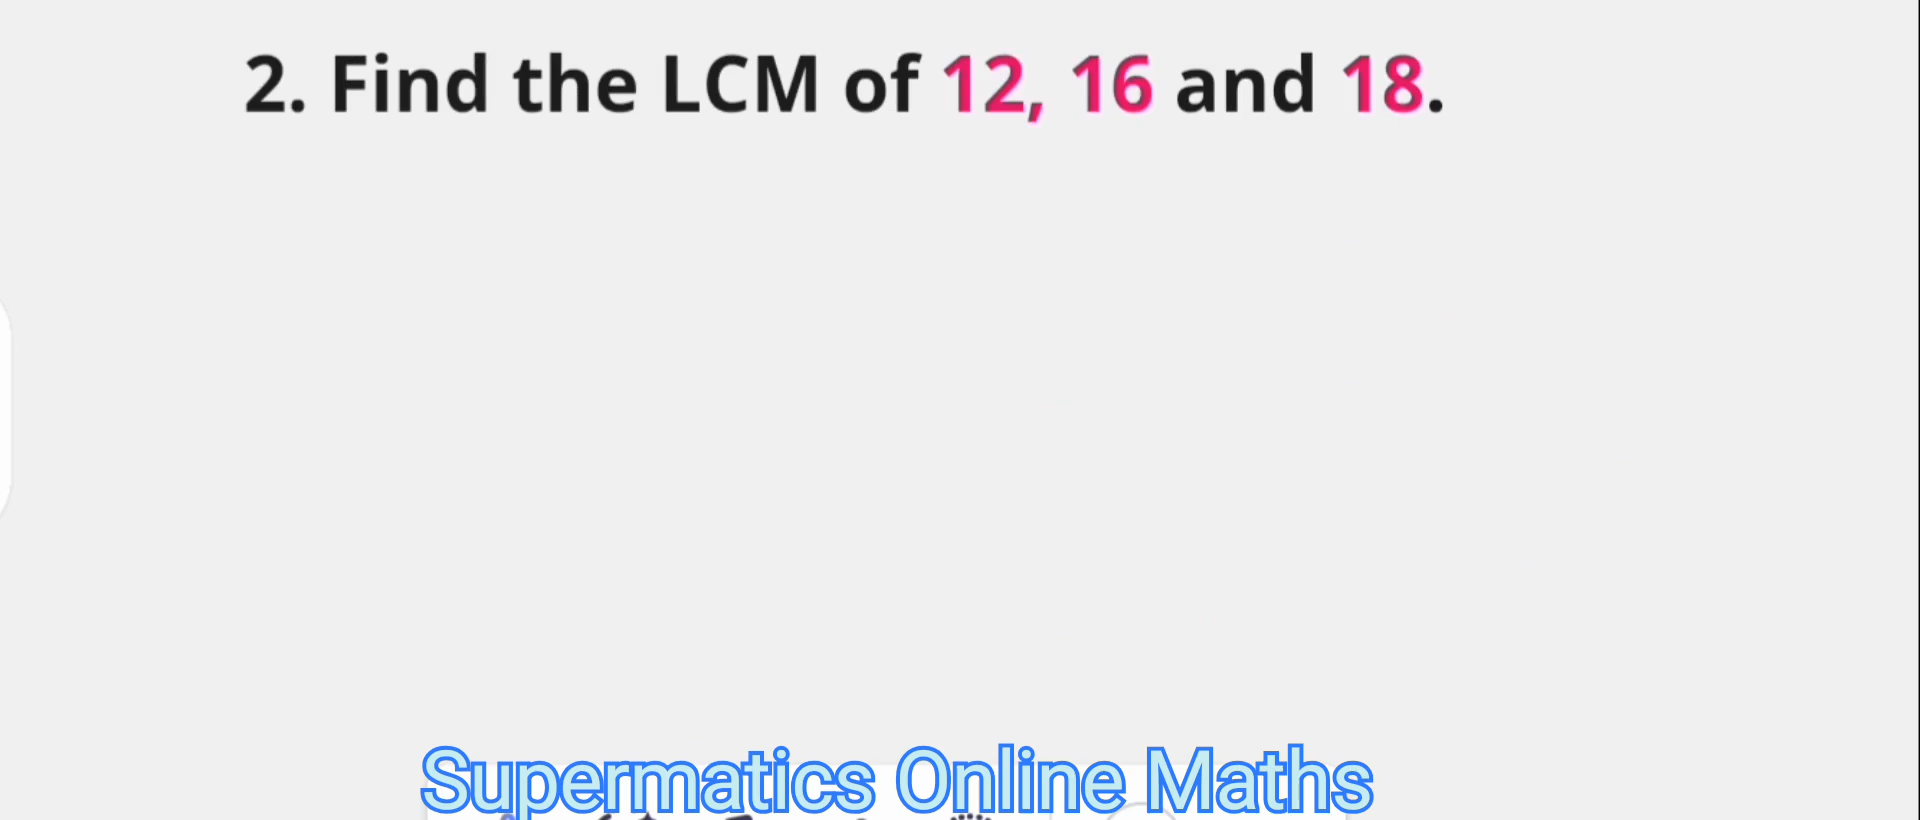 2. Find the LCM of 12, 16 and 18.
Supermatics Online Maths